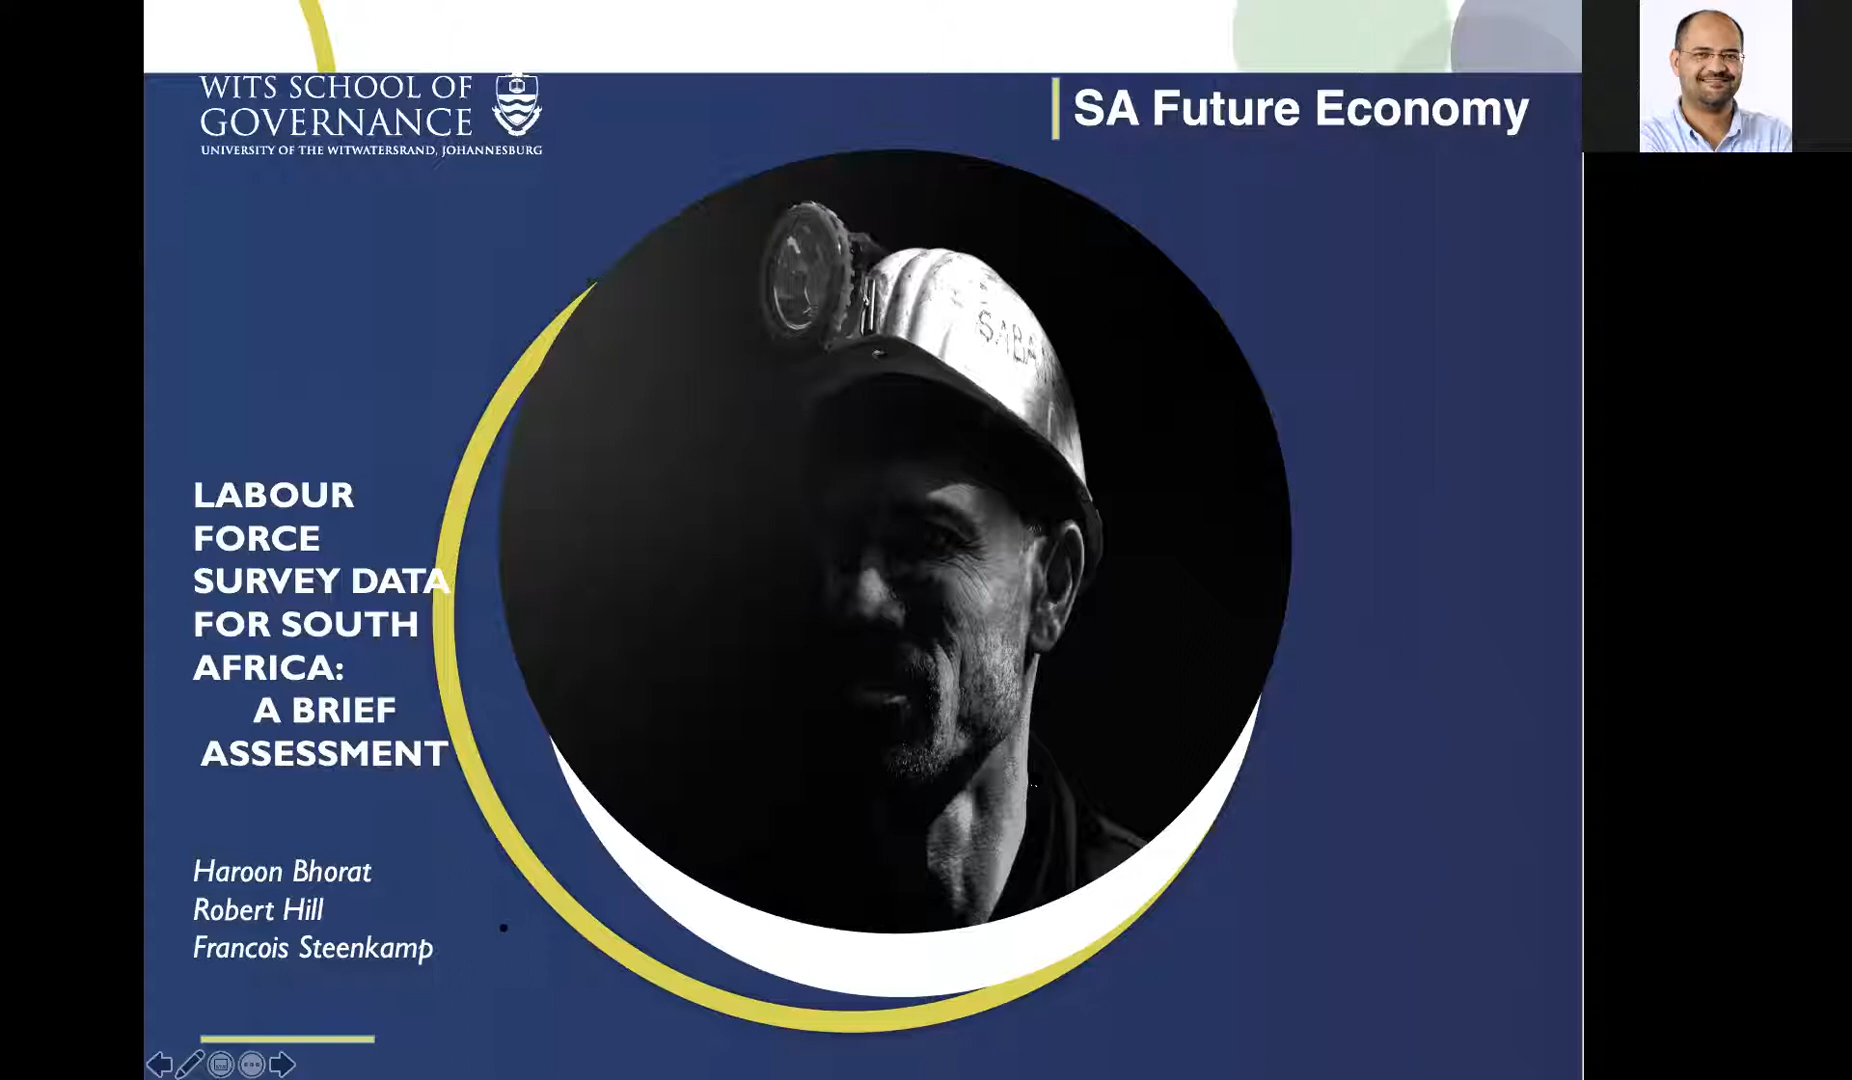 WITS SCHOOL OF
GOVERNANCE
UNIVERSITY OF THE WITWATERSRAND, JOHANNESBURG
SA Future Economy
LABOUR
FORCE
SURVEY DATA
FOR SOUTH
AFRICA:
A BRIEF
ASSESSMENT
Haroon Bhorat
Robert Hill
Francois Steenkamp